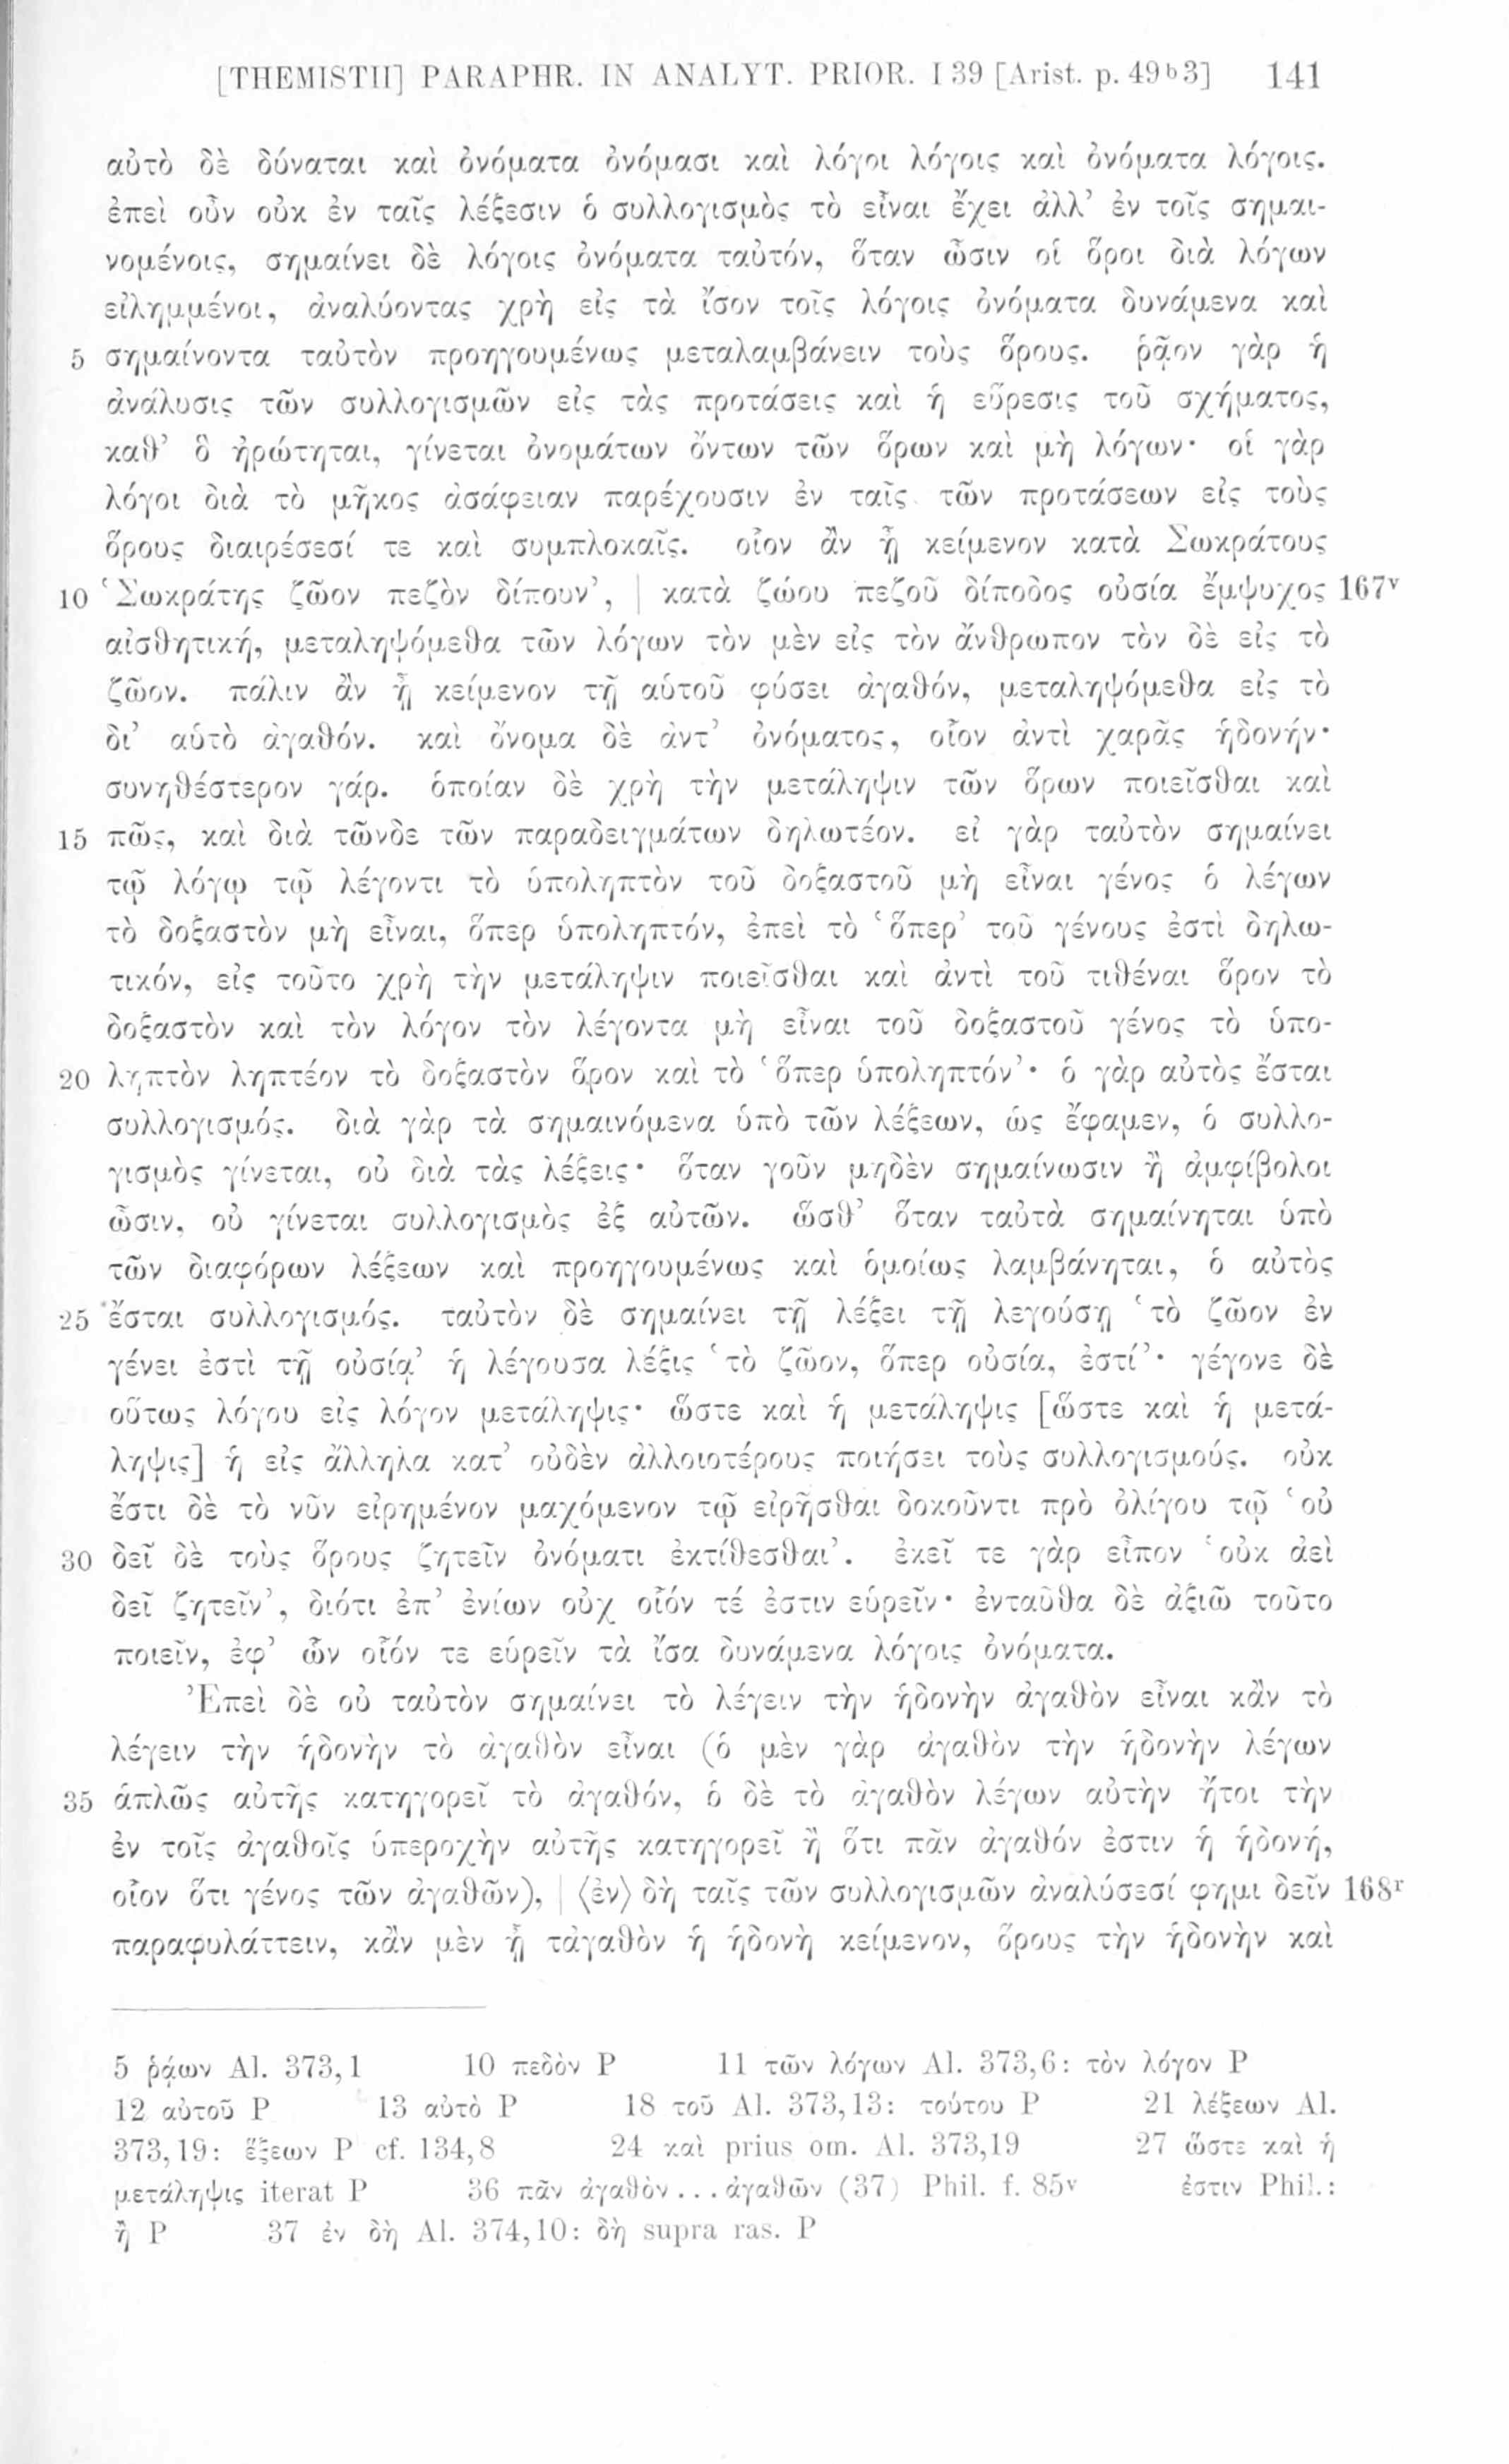 [THEMISTII] PARAPHR. IN ANALYT. PRIOR. I 39 [Arist. p. 49b3] 141
αὐτὸ δὲ δύναται καὶ ὀνόματα ὀνόμασι καὶ λόγοι λόγοις καὶ ὀνόματα λόγοις.
ἐπεὶ οὖν οὐκ ἐν ταῖς λέξεσιν ὁ συλλογισμὸς τὸ εἶναι ἔχει ἀλλ’ ἐν τοῖς σημαι-
νομένοις, σημαίνει δὲ λόγοις ὀνόματα ταὐτόν, ὅταν ὦσιν οἱ ὅροι διὰ λόγων
εἰλημμένοι, ἀναλύοντας χρὴ εἰς τὰ ἴσον τοῖς λόγοις ὀνόματα δυνάμενα καὶ
5 σημαίνοντα ταὐτὸν προηγουμένως μεταλαμβάνειν τοὺς ὅρους. ῥᾷον γὰρ ἡ
ἀνάλυσις τῶν συλλογισμῶν εἰς τὰς προτάσεις καὶ ἡ εὕρεσις τοῦ σχήματος,
καθ’ ὃ ἠρώτηται, γίνεται ὀνομάτων ὄντων τῶν ὅρων καὶ μὴ λόγων· οἱ γὰρ
λόγοι διὰ τὸ μῆκος ἀσάφειαν παρέχουσιν ἐν ταῖς τῶν προτάσεων εἰς τοὺς
ὅρους διαιρέσεσί τε καὶ συμπλοκαῖς. οἷον ἂν ᾖ κείμενον κατὰ Σωκράτους
10 ‘Σωκράτης ζῶον πεζὸν δίπουν’, | κατὰ ζώου πεζοῦ δίποδος οὐσία ἔμψυχος 167v
αἰσθητική, μεταληψόμεθα τῶν λόγων τὸν μὲν εἰς τὸν ἄνθρωπον τὸν δὲ εἰς τὸ
ζῶον. πάλιν ἂν ᾖ κείμενον τῇ αὑτοῦ φύσει ἀγαθόν, μεταληψόμεθα εἰς τὸ
δι’ αὑτὸ ἀγαθόν. καὶ ὄνομα δὲ ἀντ’ ὀνόματος, οἷον ἀντὶ χαρᾶς ἡδονήν·
συνηθέστερον γάρ. ὁποίαν δὲ χρὴ τὴν μετάληψιν τῶν ὅρων ποιεῖσθαι καὶ
15 πῶς, καὶ διὰ τῶνδε τῶν παραδειγμάτων δηλωτέον. εἰ γὰρ ταὐτὸν σημαίνει
τῷ λόγῳ τῷ λέγοντι τὸ ὑποληπτὸν τοῦ δοξαστοῦ μὴ εἶναι γένος ὁ λέγων
τὸ δοξαστὸν μὴ εἶναι, ὅπερ ὑποληπτόν, ἐπεὶ τὸ ‘ὅπερ’ τοῦ γένους ἐστὶ δηλω-
τικόν, εἰς τοῦτο χρὴ τὴν μετάληψιν ποιεῖσθαι καὶ ἀντὶ τοῦ τιθέναι ὅρον τὸ
δοξαστὸν καὶ τὸν λόγον τὸν λέγοντα μὴ εἶναι τοῦ δοξαστοῦ γένος τὸ ὑπο-
20 ληπτὸν ληπτέον τὸ δοξαστὸν ὅρον καὶ τὸ ‘ὅπερ ὑποληπτόν’· ὁ γὰρ αὐτὸς ἔσται
συλλογισμός. διὰ γὰρ τὰ σημαινόμενα ὑπὸ τῶν λέξεων, ὡς ἔφαμεν, ὁ συλλο-
γισμὸς γίνεται, οὐ διὰ τὰς λέξεις· ὅταν γοῦν μηδὲν σημαίνωσιν ἢ ἀμφίβολοι
ὦσιν, οὐ γίνεται συλλογισμὸς ἐξ αὐτῶν. ὥσθ’ ὅταν ταὐτὰ σημαίνηται ὑπὸ
τῶν διαφόρων λέξεων καὶ προηγουμένως καὶ ὁμοίως λαμβάνηται, ὁ αὐτὸς
25 ἔσται συλλογισμός. ταὐτὸν δὲ σημαίνει τῇ λέξει τῇ λεγούσῃ ‘τὸ ζῶον ἐν
γένει ἐστὶ τῇ οὐσίᾳ’ ἡ λέγουσα λέξις ‘τὸ ζῶον, ὅπερ οὐσία, ἐστί’· γέγονε δὲ
οὕτως λόγου εἰς λόγον μετάληψις· ὥστε καὶ ἡ μετάληψις [ὥστε καὶ ἡ μετά-
ληψις] ἡ εἰς ἄλληλα κατ’ οὐδὲν ἀλλοιοτέρους ποιήσει τοὺς συλλογισμούς. οὐκ
ἔστι δὲ τὸ νῦν εἰρημένον μαχόμενον τῷ εἰρῆσθαι δοκοῦντι πρὸ ὀλίγου τῷ ‘οὐ
30 δεῖ δὲ τοὺς ὅρους ζητεῖν ὀνόματι ἐκτίθεσθαι’. ἐκεῖ τε γὰρ εἶπον ‘οὐκ ἀεὶ
δεῖ ζητεῖν’, διότι ἐπ’ ἐνίων οὐχ οἷόν τέ ἐστιν εὑρεῖν· ἐνταῦθα δὲ ἀξιῶ τοῦτο
ποιεῖν, ἐφ’ ὧν οἷόν τε εὑρεῖν τὰ ἴσα δυνάμενα λόγοις ὀνόματα.
Ἐπεὶ δὲ οὐ ταὐτὸν σημαίνει τὸ λέγειν τὴν ἡδονὴν ἀγαθὸν εἶναι κἂν τὸ
λέγειν τὴν ἡδονὴν τὸ ἀγαθὸν εἶναι (ὁ μὲν γὰρ ἀγαθὸν τὴν ἡδονὴν λέγων
35 ἁπλῶς αὐτῆς κατηγορεῖ τὸ ἀγαθόν, ὁ δὲ τὸ ἀγαθὸν λέγων αὐτὴν ἤτοι τὴν
ἐν τοῖς ἀγαθοῖς ὑπεροχὴν αὐτῆς κατηγορεῖ ἢ ὅτι πᾶν ἀγαθόν ἐστιν ἡ ἡδονή,
οἷον ὅτι γένος τῶν ἀγαθῶν), | ⟨ἐν⟩ δὴ ταῖς τῶν συλλογισμῶν ἀναλύσεσί φημι δεῖν 168r
παραφυλάττειν, κἂν μὲν ᾖ τἀγαθὸν ἡ ἡδονὴ κείμενον, ὅρους τὴν ἡδονὴν καὶ
5 ῥᾴων Al. 373,1 10 πεδὸν P 11 τῶν λόγων Al. 373,6: τὸν λόγον P
12 αὐτοῦ P 13 αὐτὸ P 18 τοῦ Al. 373,13: τούτου P 21 λέξεων Al.
373,19: ἕξεων P cf. 134,8 24 καὶ prius om. Al. 373,19 27 ὥστε καὶ ἡ
μετάληψις iterat P 36 πᾶν ἀγαθὸν . . . ἀγαθῶν (37) Phil. f. 85v ἐστιν Phil.:
ἢ P 37 ἐν δὴ Al. 374,10: δὴ supra ras. P